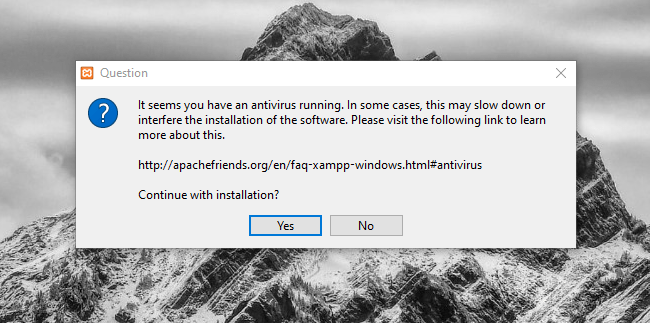 Question
It seems you have an antivirus running. In some cases, this may slow down or
interfere the installation of the software. Please visit the following link to learn
more about this.
http://apachefriends.org/en/faq-xampp-windows.html#antivirus
Continue with installation?
Yes No